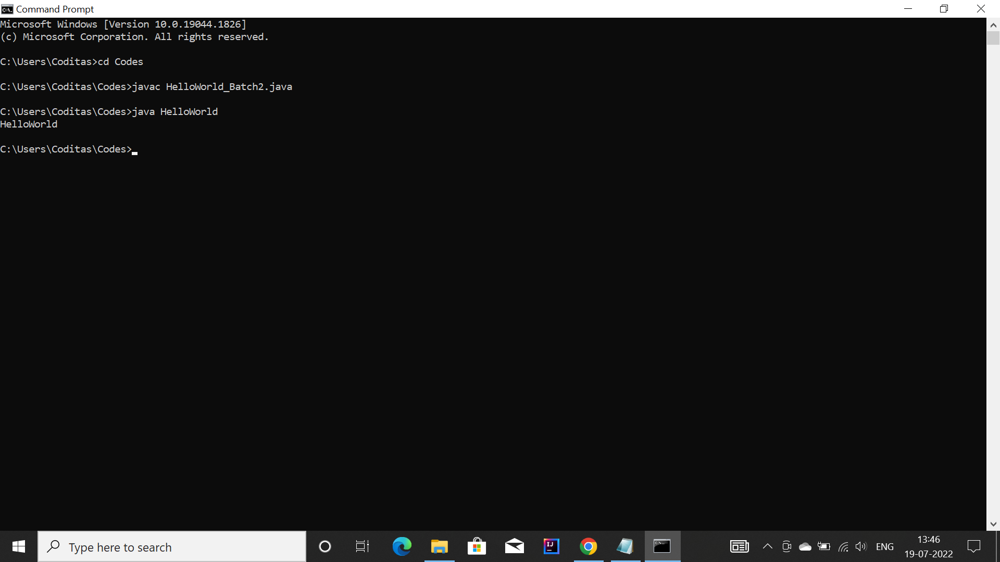 Command Prompt
Microsoft Windows [Version 10.0.19044.1826]
(c) Microsoft Corporation. All rights reserved.
C:\Users\Coditas>cd Codes
C:\Users\Coditas\Codes>javac HelloWorld_Batch2.java
C:\Users\Coditas\Codes>java HelloWorld
HelloWorld
C:\Users\Coditas\Codes>
Type here to search
ENG
13:46
19-07-2022